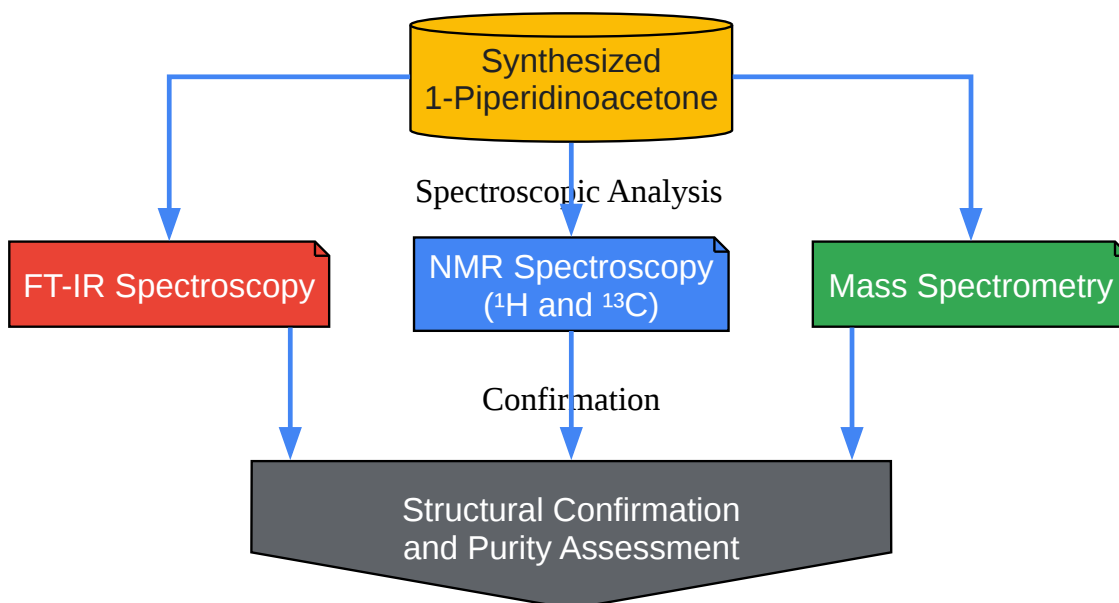 Synthesized
1-Piperidinoacetone
Spectroscopic Analysis
FT-IR Spectroscopy
NMR Spectroscopy
(¹H and ¹³C)
Mass Spectrometry
Confirmation
Structural Confirmation
and Purity Assessment